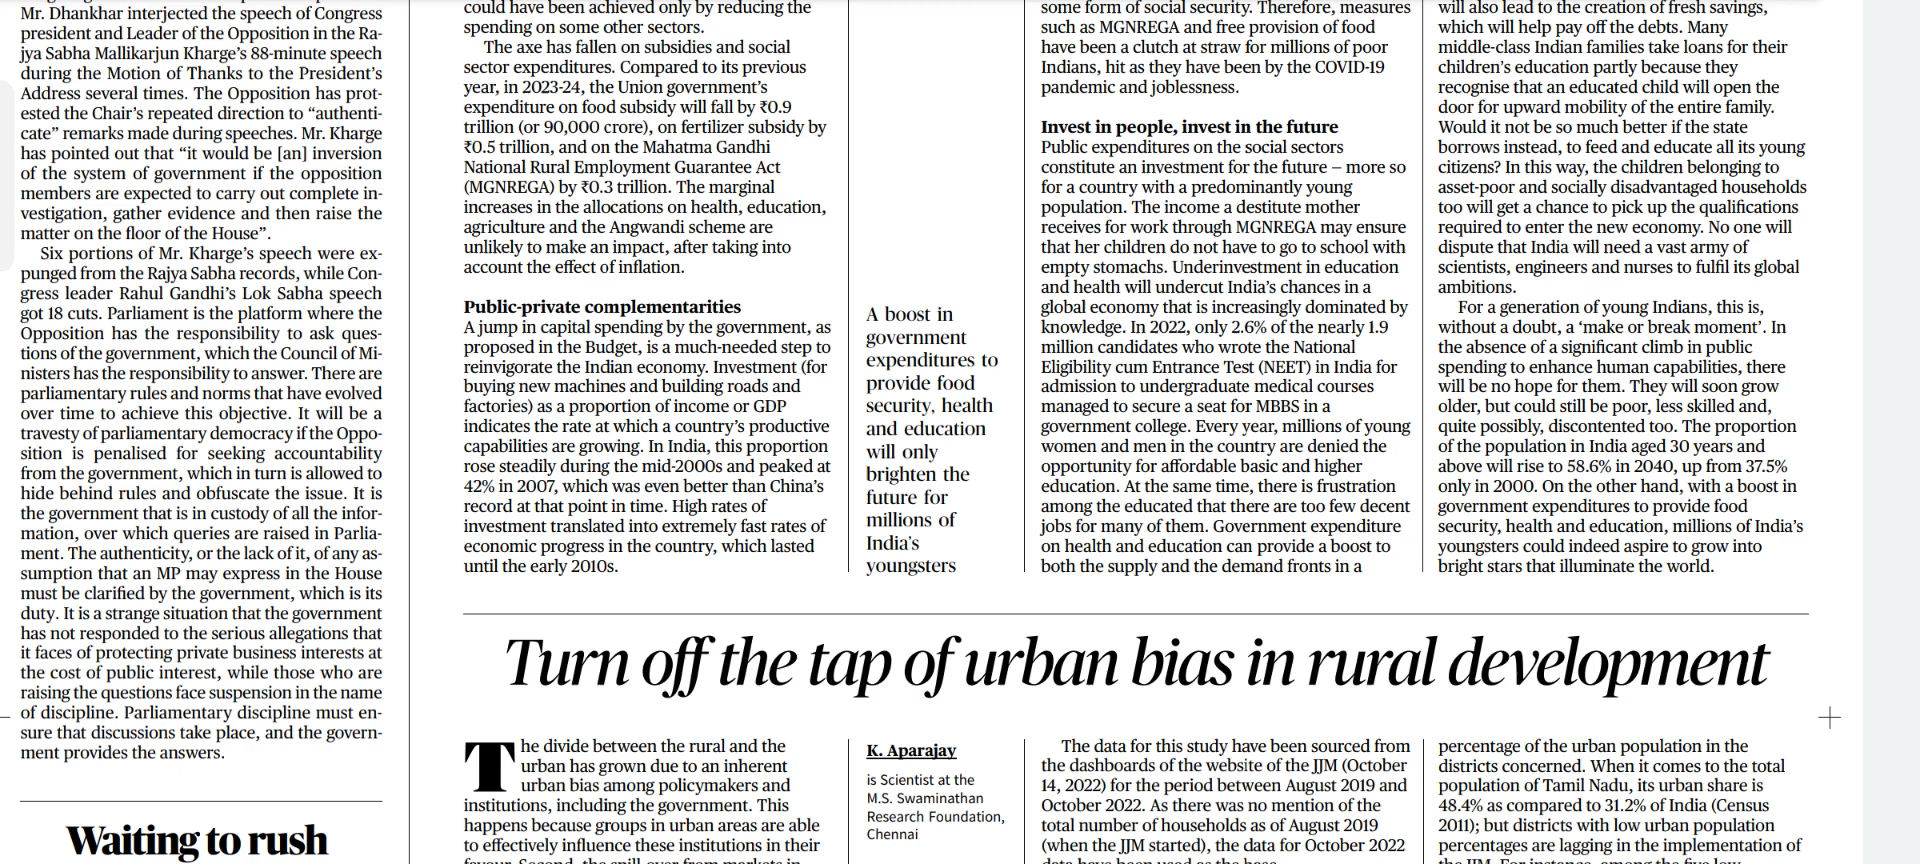 Mr. Dhankhar interjected the speech of Congress
president and Leader of the Opposition in the Ra-
jya Sabha Mallikarjun Kharge’s 88-minute speech
during the Motion of Thanks to the President’s
Address several times. The Opposition has prot-
ested the Chair’s repeated direction to “authenti-
cate” remarks made during speeches. Mr. Kharge
has pointed out that “it would be [an] inversion
of the system of government if the opposition
members are expected to carry out complete in-
vestigation, gather evidence and then raise the
matter on the floor of the House”.
Six portions of Mr. Kharge’s speech were ex-
punged from the Rajya Sabha records, while Con-
gress leader Rahul Gandhi’s Lok Sabha speech
got 18 cuts. Parliament is the platform where the
Opposition has the responsibility to ask ques-
tions of the government, which the Council of Mi-
nisters has the responsibility to answer. There are
parliamentary rules and norms that have evolved
over time to achieve this objective. It will be a
travesty of parliamentary democracy if the Oppo-
sition is penalised for seeking accountability
from the government, which in turn is allowed to
hide behind rules and obfuscate the issue. It is
the government that is in custody of all the infor-
mation, over which queries are raised in Parlia-
ment. The authenticity, or the lack of it, of any as-
sumption that an MP may express in the House
must be clarified by the government, which is its
duty. It is a strange situation that the government
has not responded to the serious allegations that
it faces of protecting private business interests at
the cost of public interest, while those who are
raising the questions face suspension in the name
of discipline. Parliamentary discipline must en-
sure that discussions take place, and the govern-
ment provides the answers.
Waiting to rush
could have been achieved only by reducing the
spending on some other sectors.
The axe has fallen on subsidies and social
sector expenditures. Compared to its previous
year, in 2023-24, the Union government’s
expenditure on food subsidy will fall by ₹0.9
trillion (or 90,000 crore), on fertilizer subsidy by
₹0.5 trillion, and on the Mahatma Gandhi
National Rural Employment Guarantee Act
(MGNREGA) by ₹0.3 trillion. The marginal
increases in the allocations on health, education,
agriculture and the Angwandi scheme are
unlikely to make an impact, after taking into
account the effect of inflation.
Public-private complementarities
A jump in capital spending by the government, as
proposed in the Budget, is a much-needed step to
reinvigorate the Indian economy. Investment (for
buying new machines and building roads and
factories) as a proportion of income or GDP
indicates the rate at which a country’s productive
capabilities are growing. In India, this proportion
rose steadily during the mid-2000s and peaked at
42% in 2007, which was even better than China’s
record at that point in time. High rates of
investment translated into extremely fast rates of
economic progress in the country, which lasted
until the early 2010s.
A boost in
government
expenditures to
provide food
security, health
and education
will only
brighten the
future for
millions of
India’s
youngsters
some form of social security. Therefore, measures
such as MGNREGA and free provision of food
have been a clutch at straw for millions of poor
Indians, hit as they have been by the COVID-19
pandemic and joblessness.
Invest in people, invest in the future
Public expenditures on the social sectors
constitute an investment for the future — more so
for a country with a predominantly young
population. The income a destitute mother
receives for work through MGNREGA may ensure
that her children do not have to go to school with
empty stomachs. Underinvestment in education
and health will undercut India’s chances in a
global economy that is increasingly dominated by
knowledge. In 2022, only 2.6% of the nearly 1.9
million candidates who wrote the National
Eligibility cum Entrance Test (NEET) in India for
admission to undergraduate medical courses
managed to secure a seat for MBBS in a
government college. Every year, millions of young
women and men in the country are denied the
opportunity for affordable basic and higher
education. At the same time, there is frustration
among the educated that there are too few decent
jobs for many of them. Government expenditure
on health and education can provide a boost to
both the supply and the demand fronts in a
will also lead to the creation of fresh savings,
which will help pay off the debts. Many
middle-class Indian families take loans for their
children’s education partly because they
recognise that an educated child will open the
door for upward mobility of the entire family.
Would it not be so much better if the state
borrows instead, to feed and educate all its young
citizens? In this way, the children belonging to
asset-poor and socially disadvantaged households
too will get a chance to pick up the qualifications
required to enter the new economy. No one will
dispute that India will need a vast army of
scientists, engineers and nurses to fulfil its global
ambitions.
For a generation of young Indians, this is,
without a doubt, a ‘make or break moment’. In
the absence of a significant climb in public
spending to enhance human capabilities, there
will be no hope for them. They will soon grow
older, but could still be poor, less skilled and,
quite possibly, discontented too. The proportion
of the population in India aged 30 years and
above will rise to 58.6% in 2040, up from 37.5%
only in 2000. On the other hand, with a boost in
government expenditures to provide food
security, health and education, millions of India’s
youngsters could indeed aspire to grow into
bright stars that illuminate the world.
Turn off the tap of urban bias in rural development
The divide between the rural and the
urban has grown due to an inherent
urban bias among policymakers and
institutions, including the government. This
happens because groups in urban areas are able
to effectively influence these institutions in their
favour. Second, the spill-over from markets in
K. Aparajay
is Scientist at the
M.S. Swaminathan
Research Foundation,
Chennai
The data for this study have been sourced from
the dashboards of the website of the JJM (October
14, 2022) for the period between August 2019 and
October 2022. As there was no mention of the
total number of households as of August 2019
(when the JJM started), the data for October 2022
data have been used as the base.
percentage of the urban population in the
districts concerned. When it comes to the total
population of Tamil Nadu, its urban share is
48.4% as compared to 31.2% of India (Census
2011); but districts with low urban population
percentages are lagging in the implementation of
the JJM. For instance, among the five low